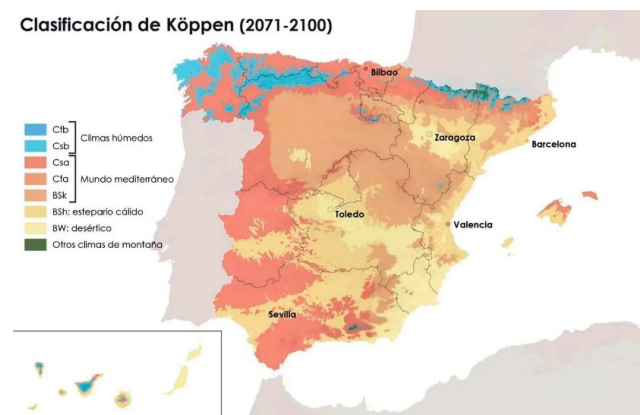 Clasificación de Köppen (2071-2100)
Bilbao
Zaragoza
Barcelona
Toledo
Valencia
Sevilla
Cfb
Csb
Climas húmedos
Csa
Cfa
BSk
Mundo mediterráneo
BSh: estepario cálido
BW: desértico
Otros climas de montaña